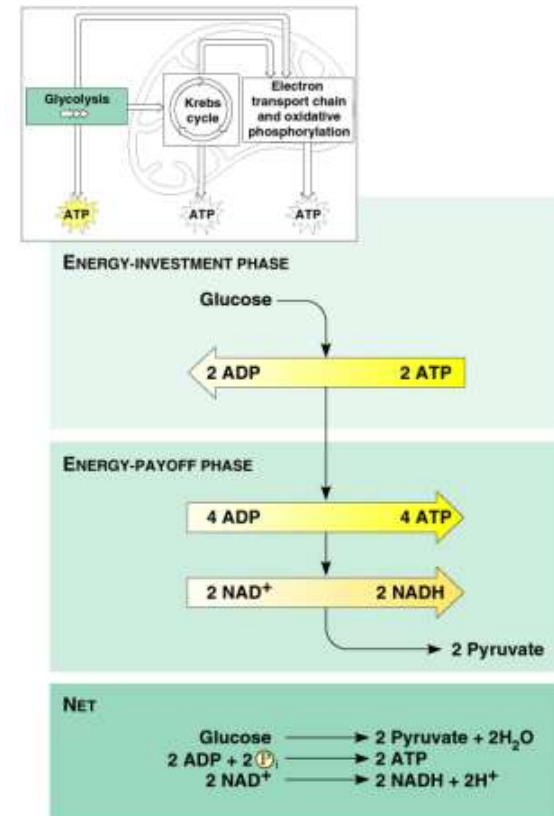 Glycolysis
Krebs
cycle
Electron
transport chain
and oxidative
phosphorylation
ATP
ATP
ATP
ENERGY-INVESTMENT PHASE
Glucose
2 ADP 2 ATP
ENERGY-PAYOFF PHASE
4 ADP 4 ATP
2 NAD⁺ 2 NADH
2 Pyruvate
NET
Glucose 2 Pyruvate + 2H₂O
2 ADP + 2 Pᵢ 2 ATP
2 NAD⁺ 2 NADH + 2H⁺